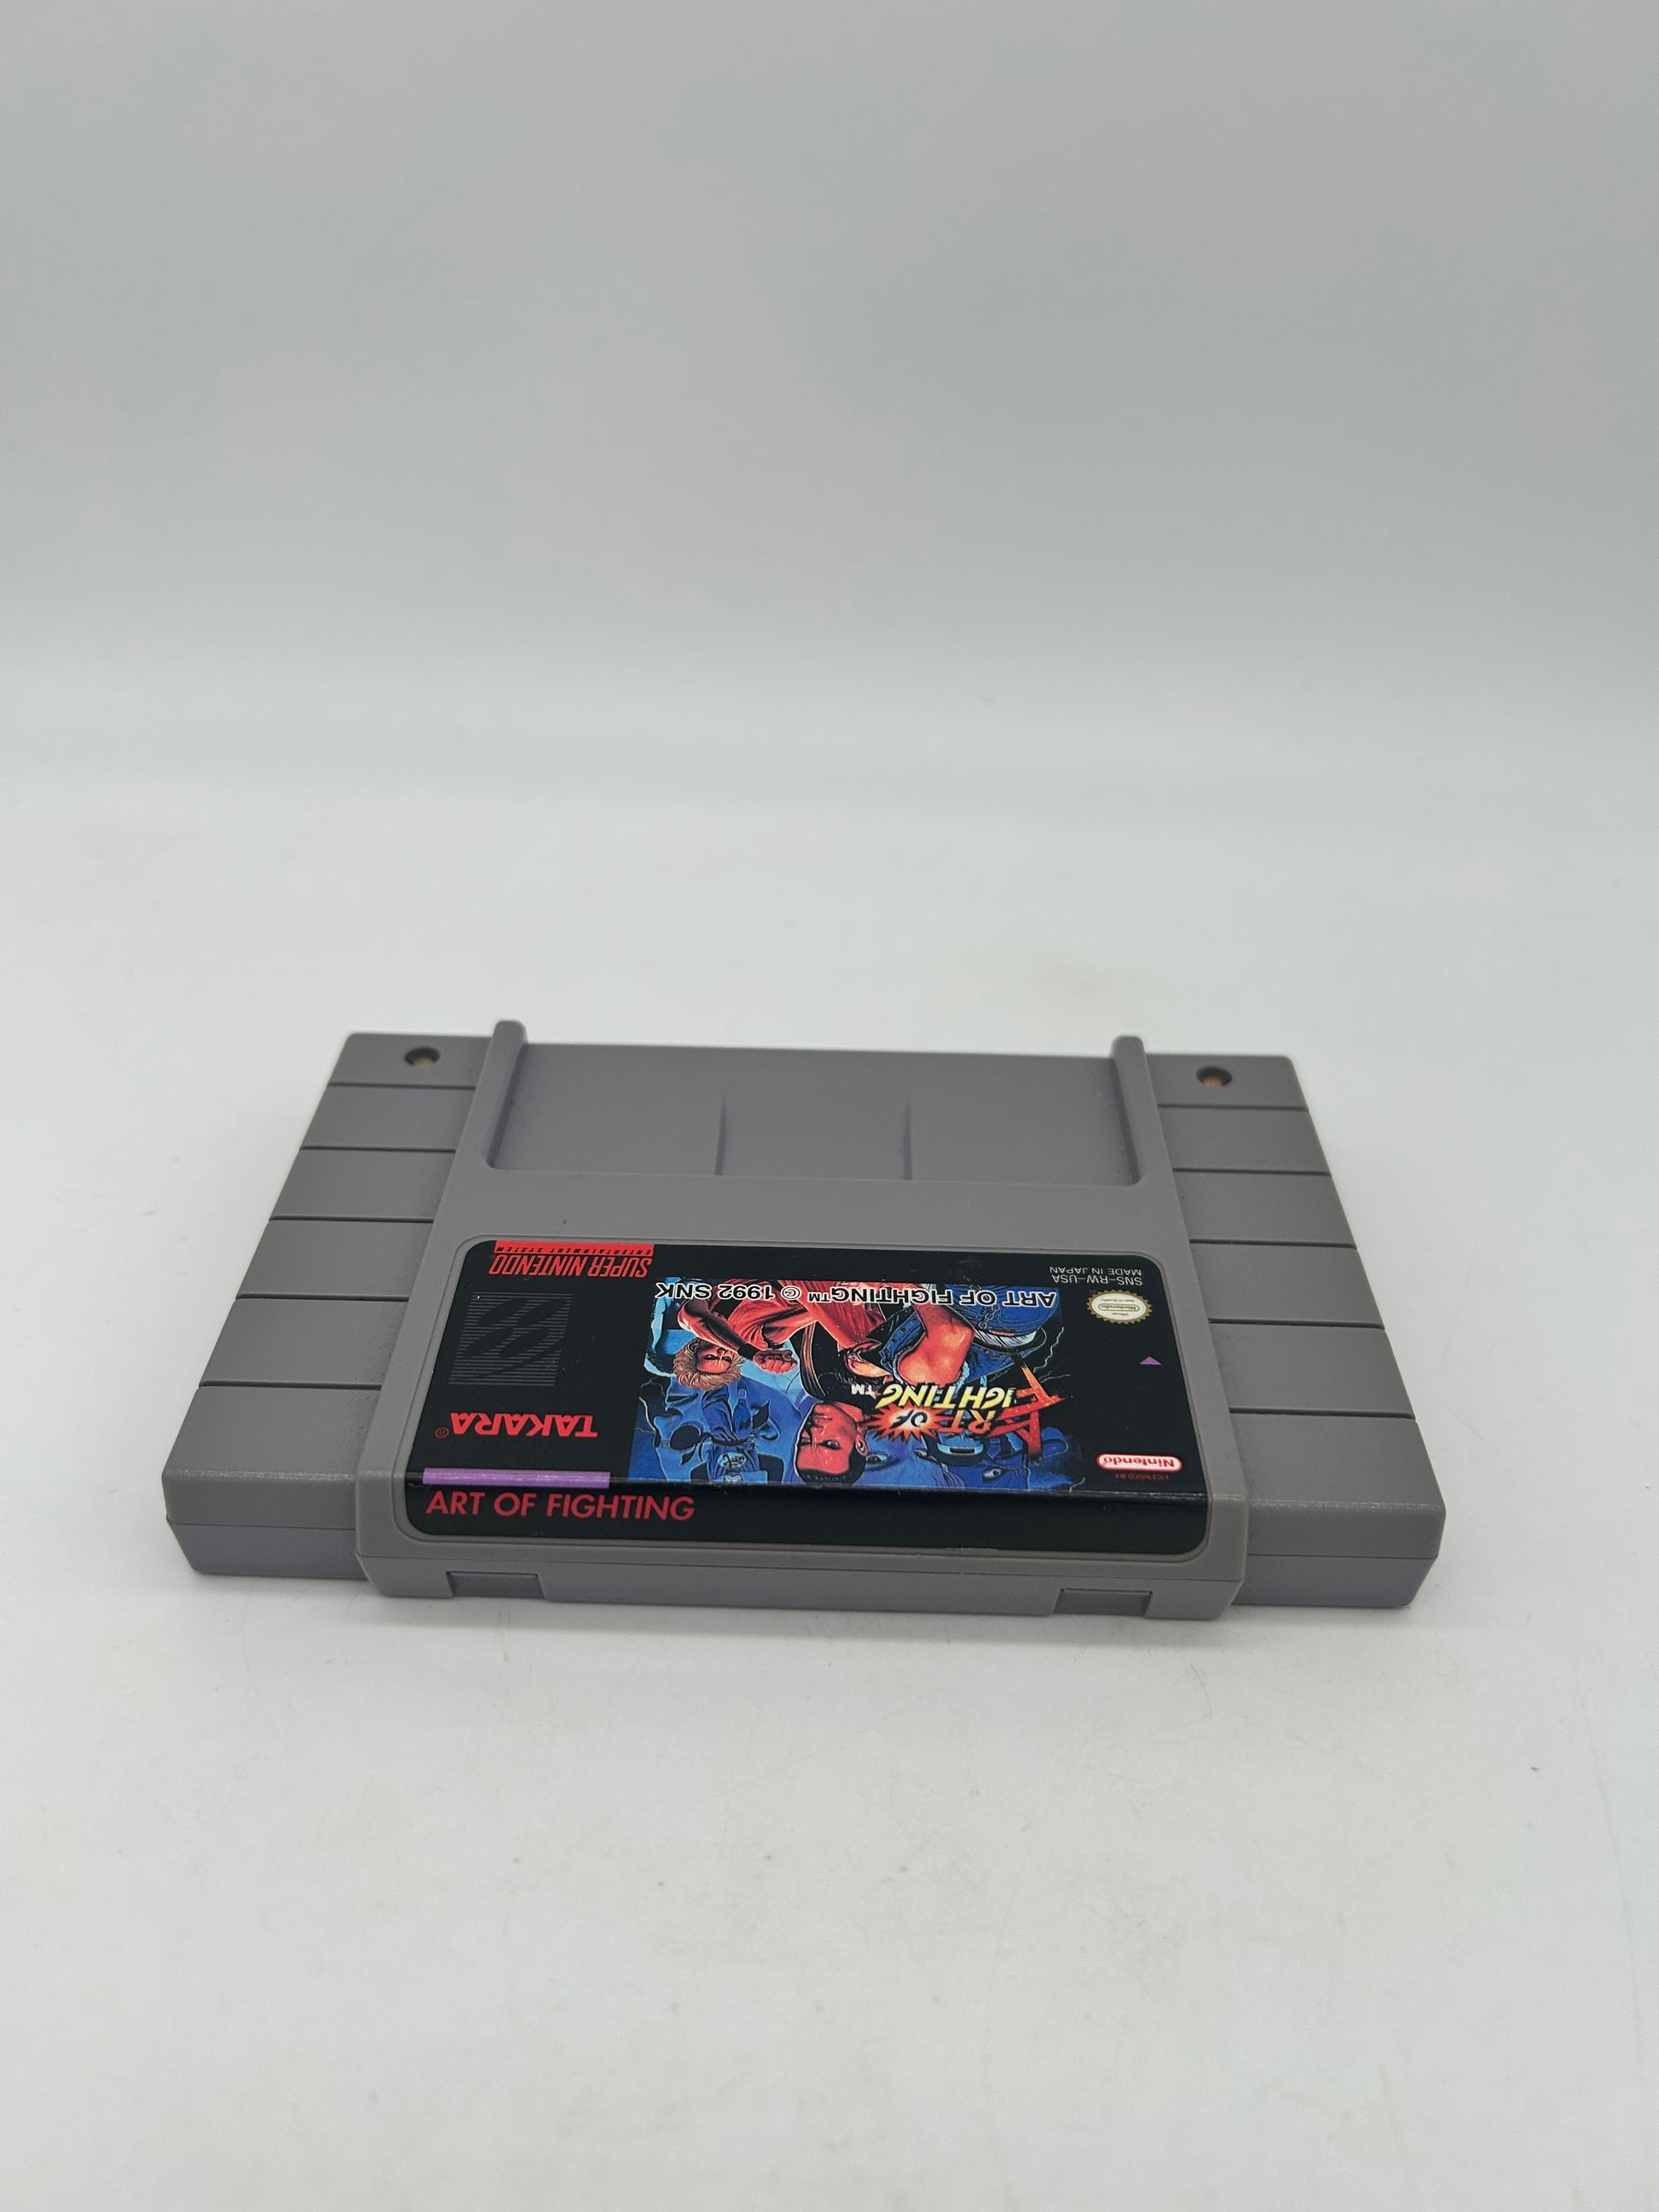 ART OF FIGHTING
LICENSED BY
Nintendo
ART
OF
FIGHTING™
TAKARA®
Nintendo
SNS-RW-USA
MADE IN JAPAN
ART OF FIGHTING™ © 1992 SNK
SUPER NINTENDO
ENTERTAINMENT SYSTEM